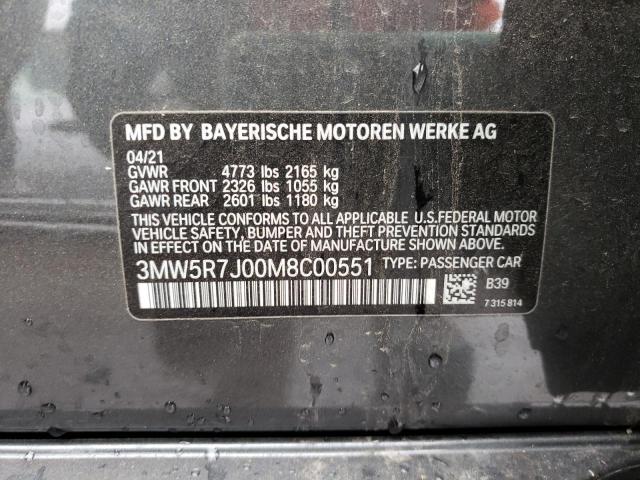 MFD BY BAYERISCHE MOTOREN WERKE AG
04/21
GVWR 4773 lbs 2165 kg
GAWR FRONT 2326 lbs 1055 kg
GAWR REAR 2601 lbs 1180 kg
THIS VEHICLE CONFORMS TO ALL APPLICABLE U.S.FEDERAL MOTOR
VEHICLE SAFETY, BUMPER AND THEFT PREVENTION STANDARDS
IN EFFECT ON THE DATE OF MANUFACTURE SHOWN ABOVE.
3MW5R7J00M8C00551 TYPE: PASSENGER CAR
B39
7 315 814